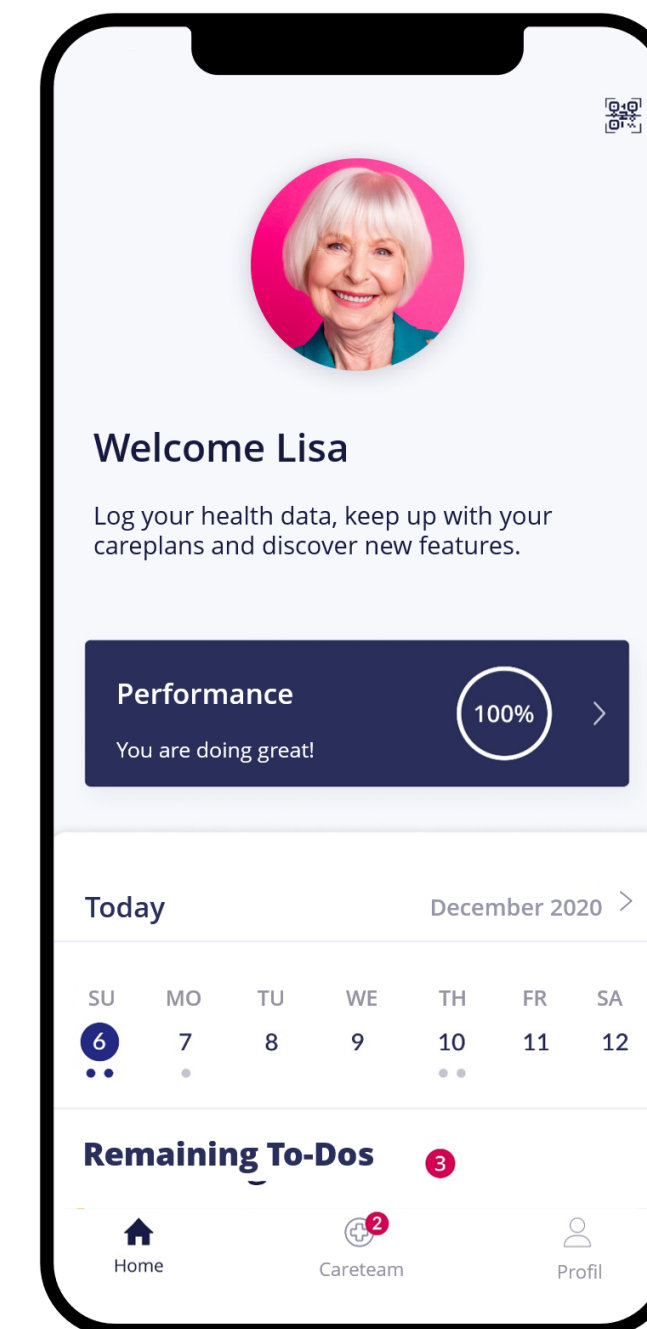 Welcome Lisa
Log your health data, keep up with your
careplans and discover new features.
Performance
100%
You are doing great!
Today
December 2020
SU MO TU WE TH FR SA
6 7 8 9 10 11 12
Remaining To-Dos 3
2
Home Careteam Profil